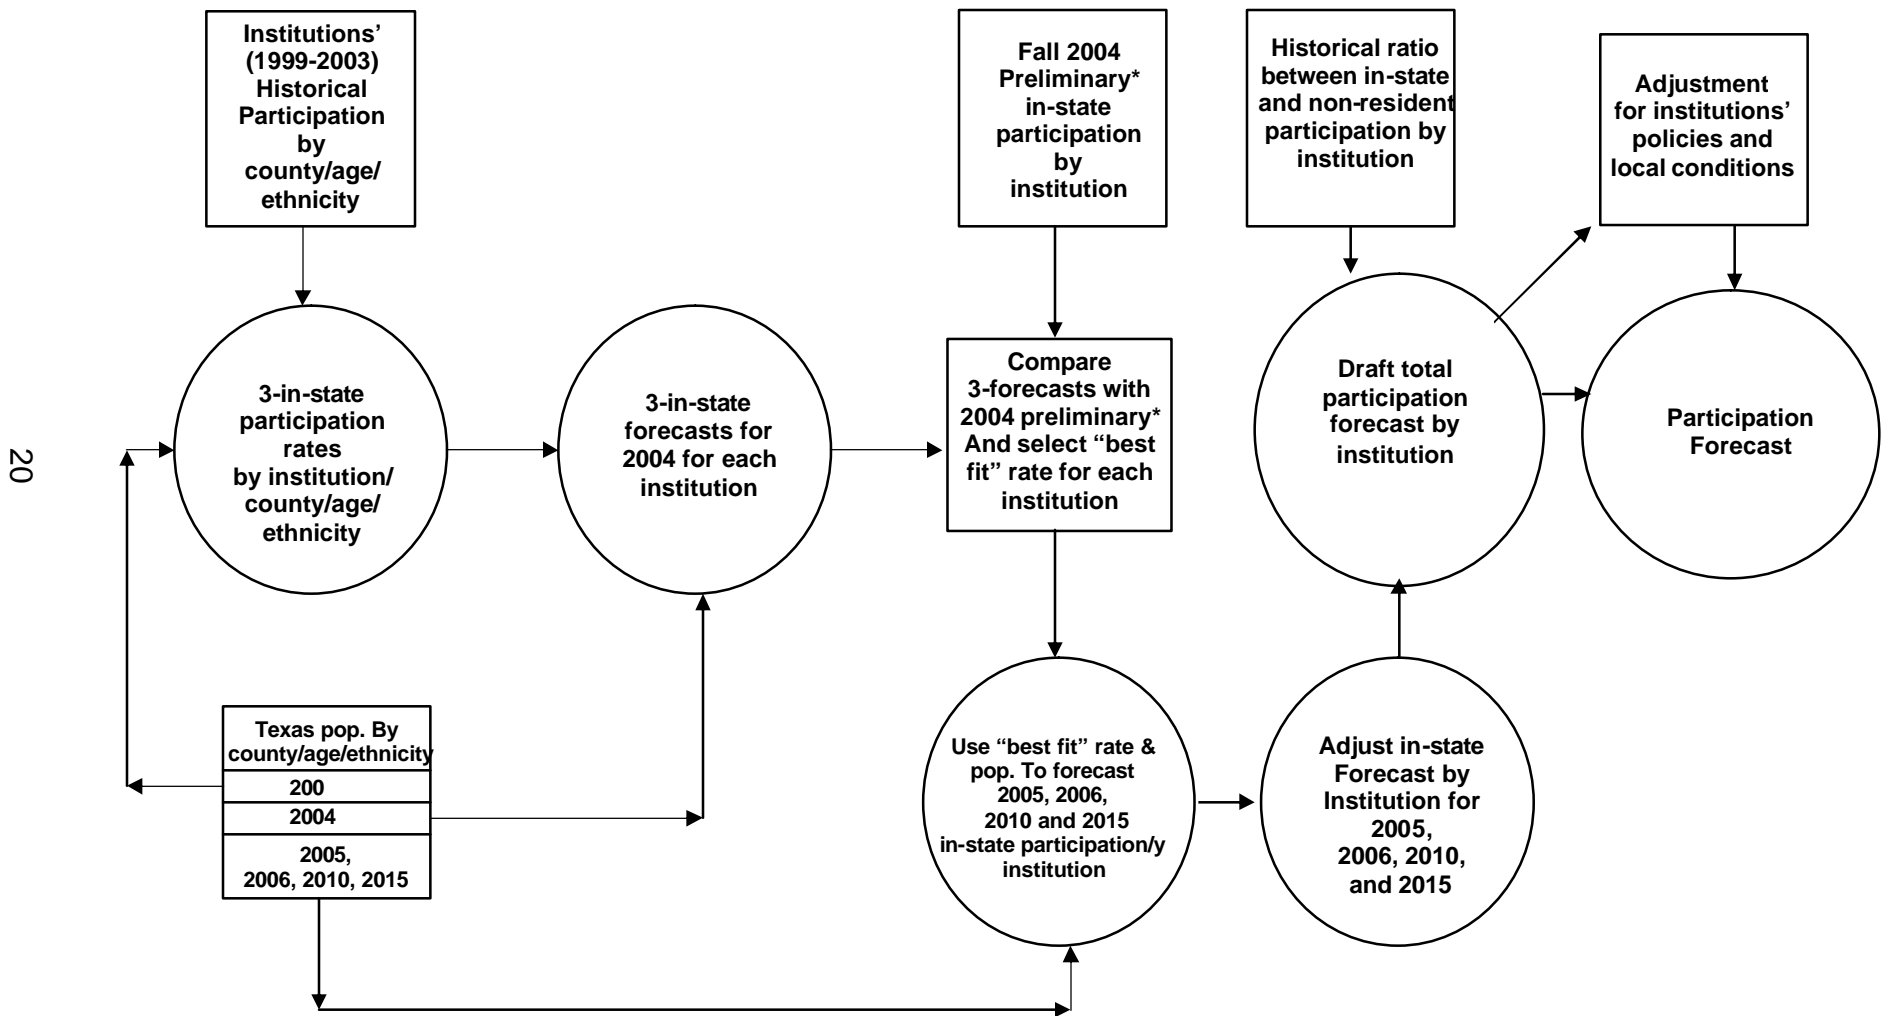 Institutions’
(1999-2003)
Historical
Participation
by
county/age/
ethnicity
Fall 2004
Preliminary*
in-state
participation
by
institution
Historical ratio
between in-state
and non-resident
participation by
institution
Adjustment
for institutions’
policies and
local conditions
3-in-state
participation
rates
by institution/
county/age/
ethnicity
3-in-state
forecasts for
2004 for each
institution
Compare
3-forecasts with
2004 preliminary*
And select “best
fit” rate for each
institution
Draft total
participation
forecast by
institution
Participation
Forecast
20
Texas pop. By
county/age/ethnicity
200
2004
2005,
2006, 2010, 2015
Use “best fit” rate &
pop. To forecast
2005, 2006,
2010 and 2015
in-state participation/y
institution
Adjust in-state
Forecast by
Institution for
2005,
2006, 2010,
and 2015